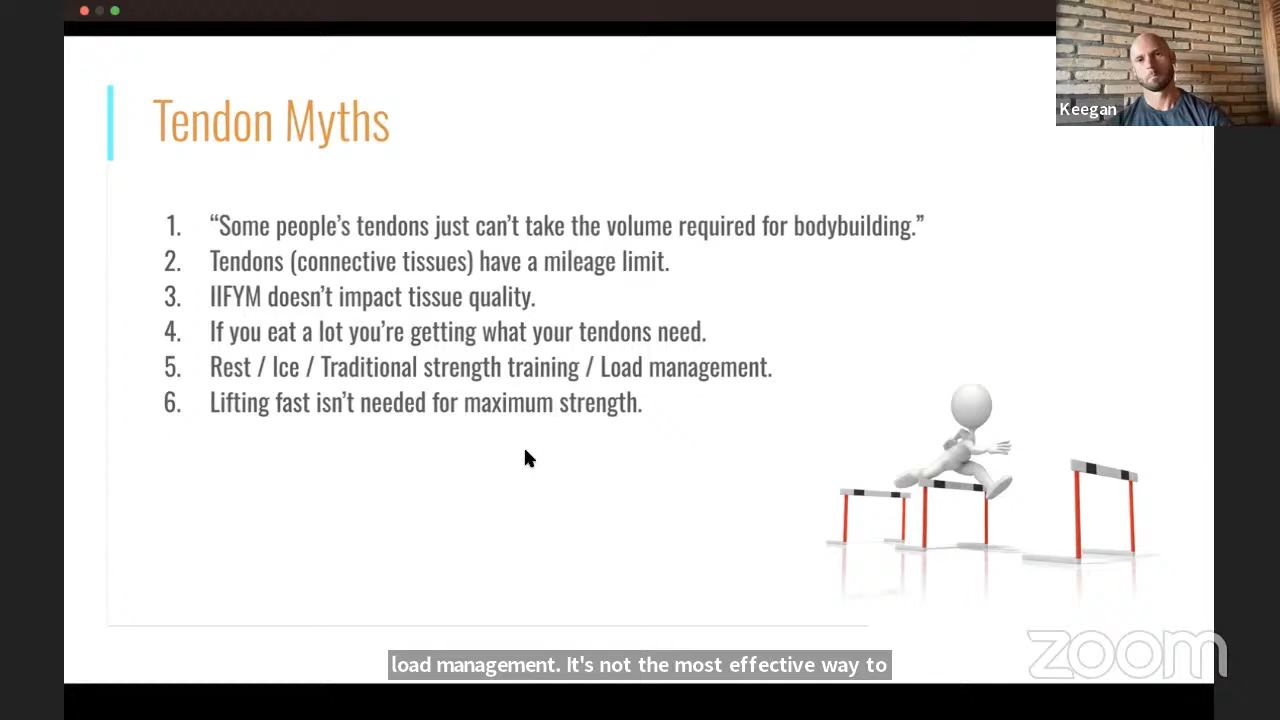 Keegan
Tendon Myths
1. “Some people’s tendons just can’t take the volume required for bodybuilding.”
2. Tendons (connective tissues) have a mileage limit.
3. IIFYM doesn’t impact tissue quality.
4. If you eat a lot you’re getting what your tendons need.
5. Rest / Ice / Traditional strength training / Load management.
6. Lifting fast isn’t needed for maximum strength.
load management. It's not the most effective way to
zoom